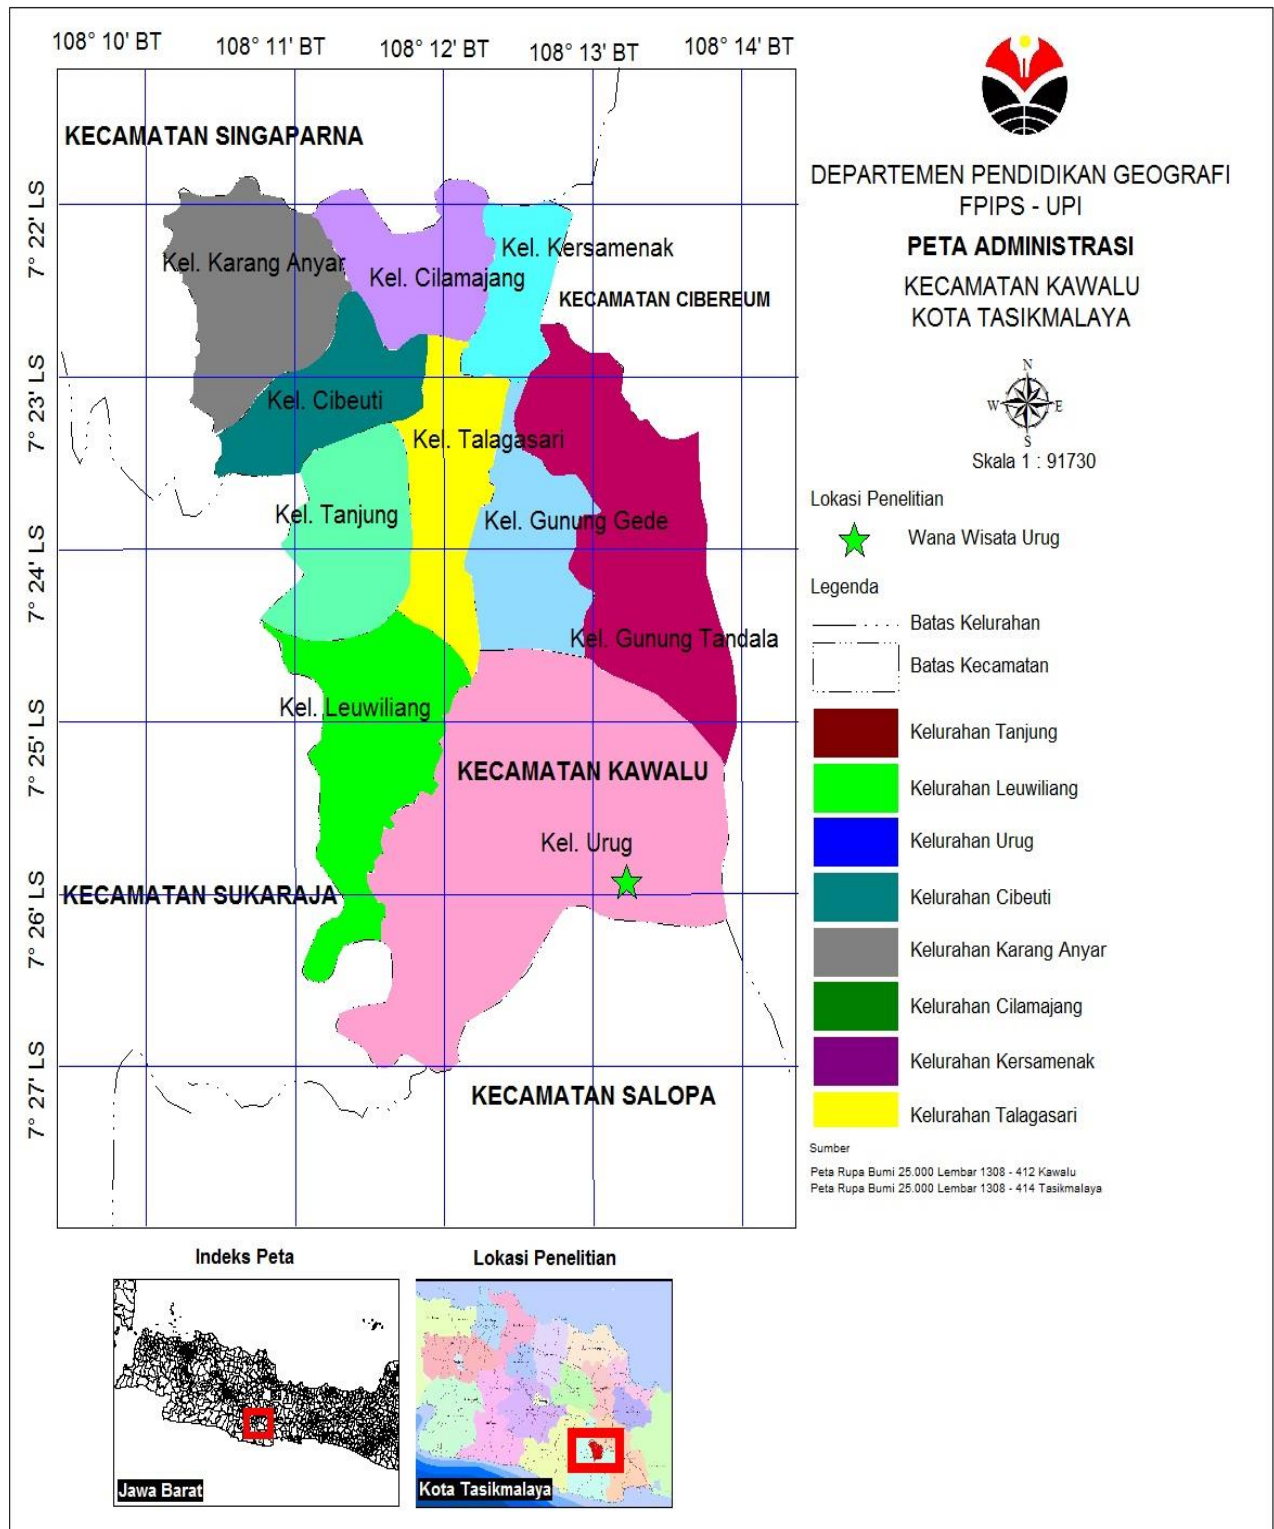 108° 10' BT
108° 11' BT
108° 12' BT
108° 13' BT
108° 14' BT
7° 22' LS
7° 23' LS
7° 24' LS
7° 25' LS
7° 26' LS
7° 27' LS
KECAMATAN SINGAPARNA
Kel. Karang Anyar
Kel. Cilamajang
Kel. Kersamenak
KECAMATAN CIBEREUM
Kel. Cibeuti
Kel. Talagasari
Kel. Tanjung
Kel. Gunung Gede
Kel. Gunung Tandala
Kel. Leuwiliang
KECAMATAN KAWALU
Kel. Urug
KECAMATAN SUKARAJA
KECAMATAN SALOPA
DEPARTEMEN PENDIDIKAN GEOGRAFI
FPIPS - UPI
PETA ADMINISTRASI
KECAMATAN KAWALU
KOTA TASIKMALAYA
N
W E
S
Skala 1 : 91730
Lokasi Penelitian
Wana Wisata Urug
Legenda
Batas Kelurahan
Batas Kecamatan
Kelurahan Tanjung
Kelurahan Leuwiliang
Kelurahan Urug
Kelurahan Cibeuti
Kelurahan Karang Anyar
Kelurahan Cilamajang
Kelurahan Kersamenak
Kelurahan Talagasari
Sumber
Peta Rupa Bumi 25.000 Lembar 1308 - 412 Kawalu
Peta Rupa Bumi 25.000 Lembar 1308 - 414 Tasikmalaya
Indeks Peta
Jawa Barat
Lokasi Penelitian
Kota Tasikmalaya